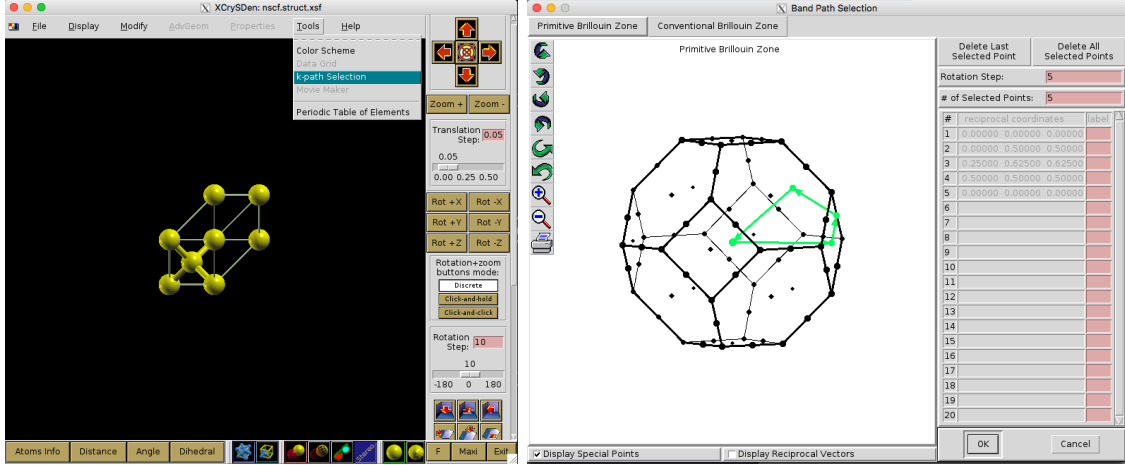 XCrySDen: nscf.struct.xsf
File Display Modify AdvGeom Properties Tools Help
Color Scheme
Data Grid
k-path Selection
Movie Maker
Periodic Table of Elements
Zoom + Zoom -
Translation
Step: 0.05
0.05
0.00 0.25 0.50
Rot +X Rot -X
Rot +Y Rot -Y
Rot +Z Rot -Z
Rotation+zoom
buttons mode:
Discrete
Click-and-hold
Click-and-click
Rotation
Step: 10
10
-180 0 180
Atoms Info Distance Angle Dihedral Stereo F Maxi Exit
Band Path Selection
Primitive Brillouin Zone Conventional Brillouin Zone
Primitive Brillouin Zone
Delete Last
Selected Point
Delete All
Selected Points
Rotation Step: 5
# of Selected Points: 5
# reciprocal coordinates label
1 0.00000 0.00000 0.00000
2 0.00000 0.50000 0.50000
3 0.25000 0.62500 0.62500
4 0.50000 0.50000 0.50000
5 0.00000 0.00000 0.00000
6
7
8
9
10
11
12
13
14
15
16
17
18
19
20
Display Special Points Display Reciprocal Vectors
OK Cancel